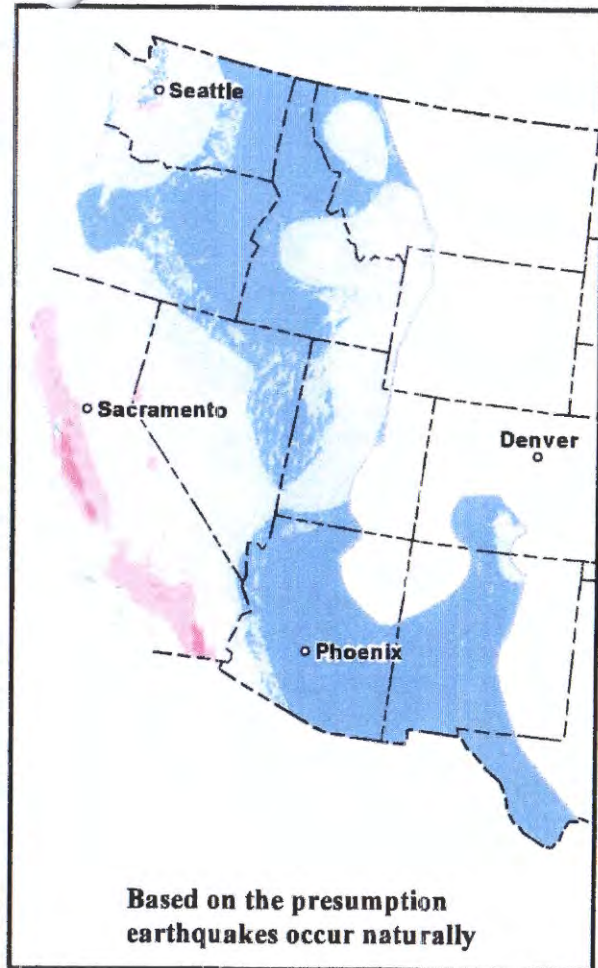 Seattle
Sacramento
Denver
Phoenix
Based on the presumption
earthquakes occur naturally